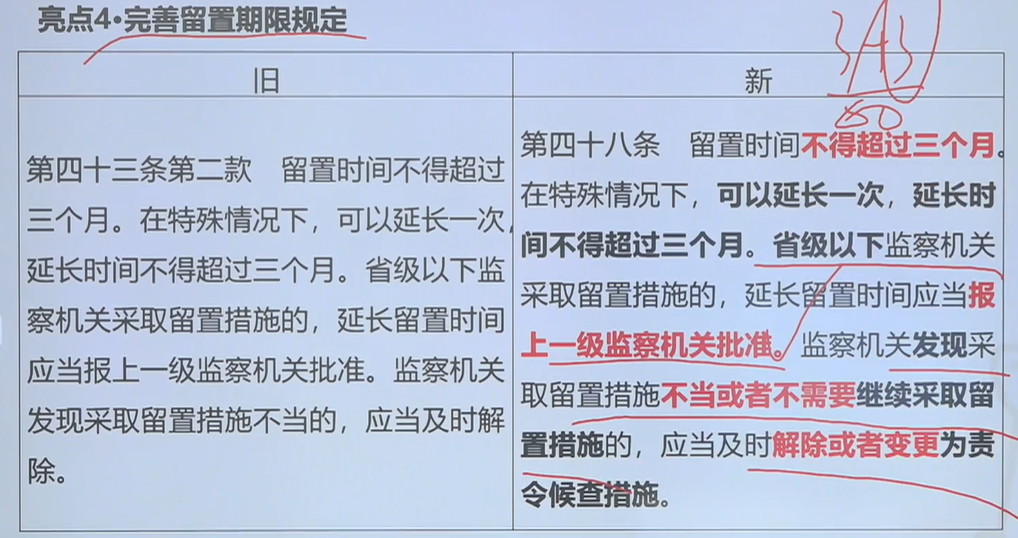 亮点4·完善留置期限规定
旧
新
第四十三条第二款 留置时间不得超过
三个月。在特殊情况下，可以延长一次，
延长时间不得超过三个月。省级以下监
察机关采取留置措施的，延长留置时间
应当报上一级监察机关批准。监察机关
发现采取留置措施不当的，应当及时解
除。
第四十八条 留置时间不得超过三个月。
在特殊情况下，可以延长一次，延长时
间不得超过三个月。省级以下监察机关
采取留置措施的，延长留置时间应当报
上一级监察机关批准。监察机关发现采
取留置措施不当或者不需要继续采取留
置措施的，应当及时解除或者变更为责
令候查措施。